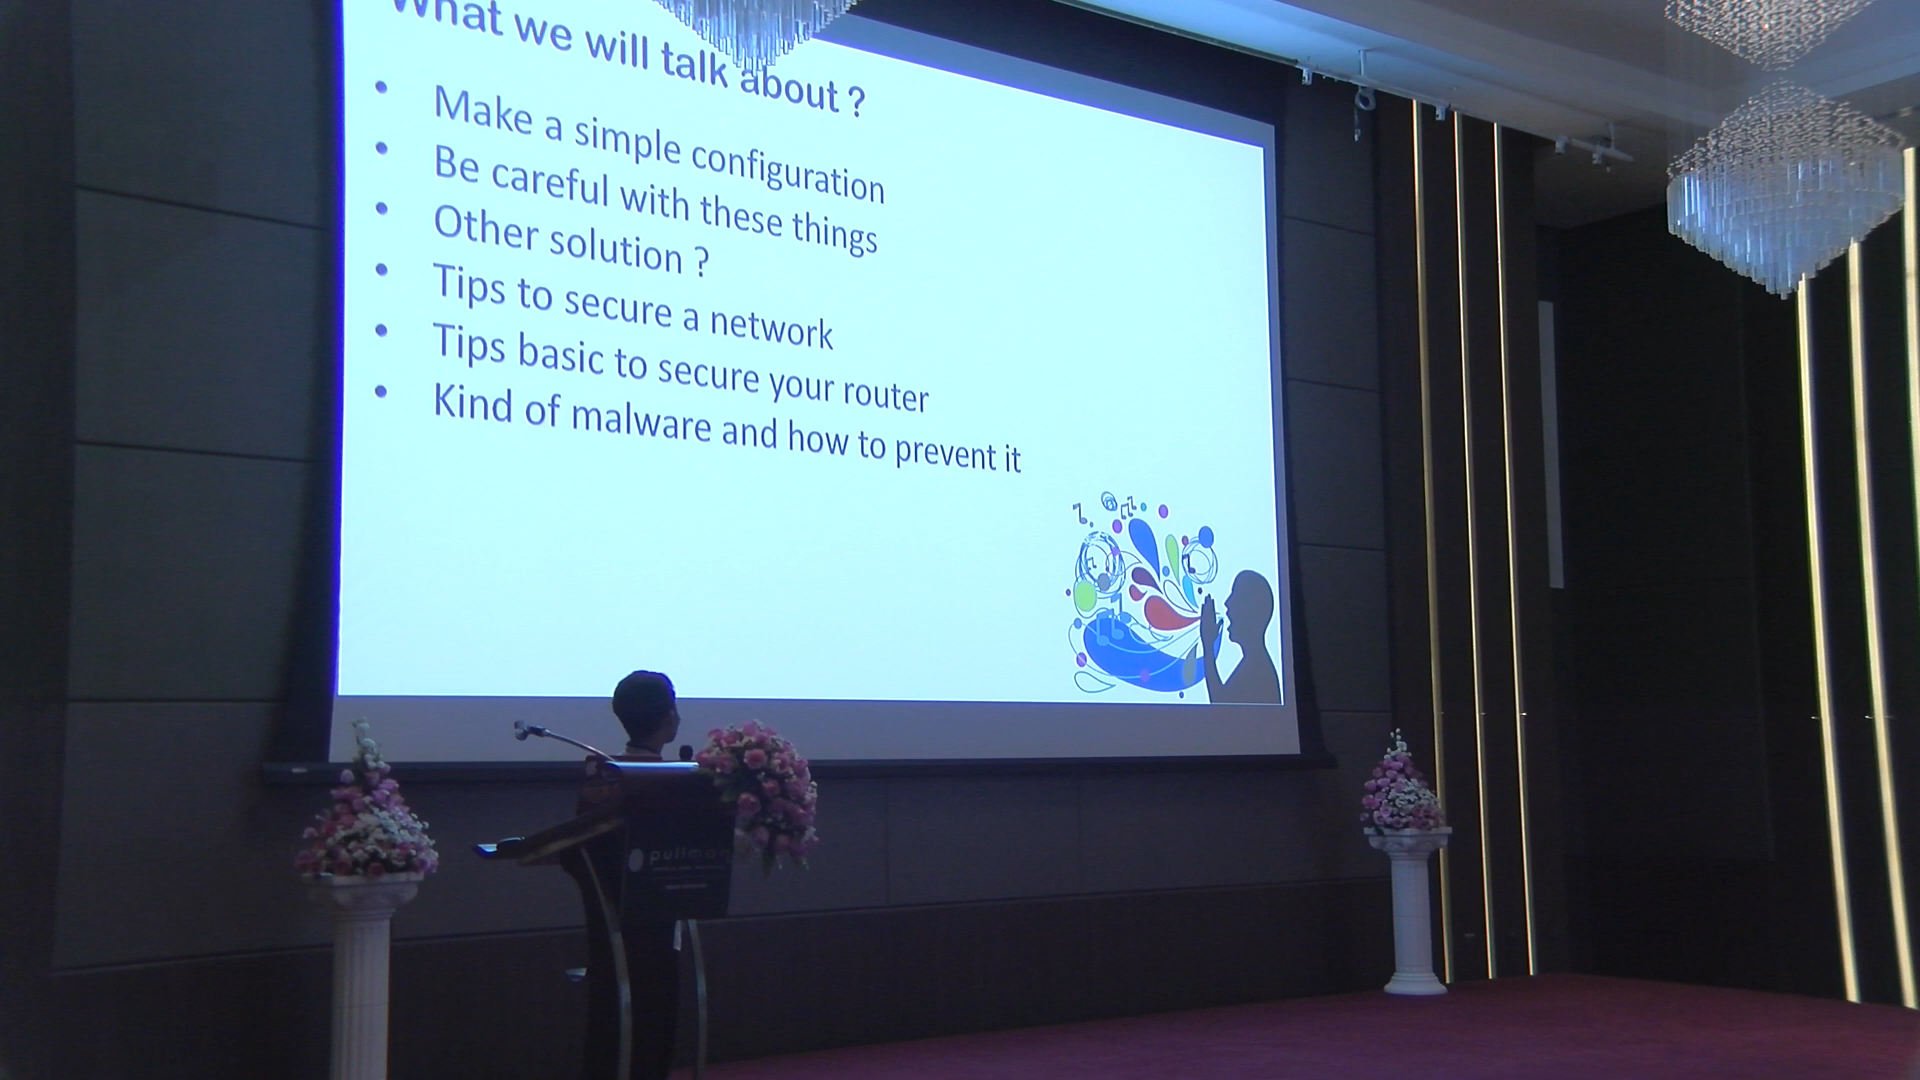 What we will talk about ?
• Make a simple configuration
• Be careful with these things
• Other solution ?
• Tips to secure a network
• Tips basic to secure your router
• Kind of malware and how to prevent it
pullman